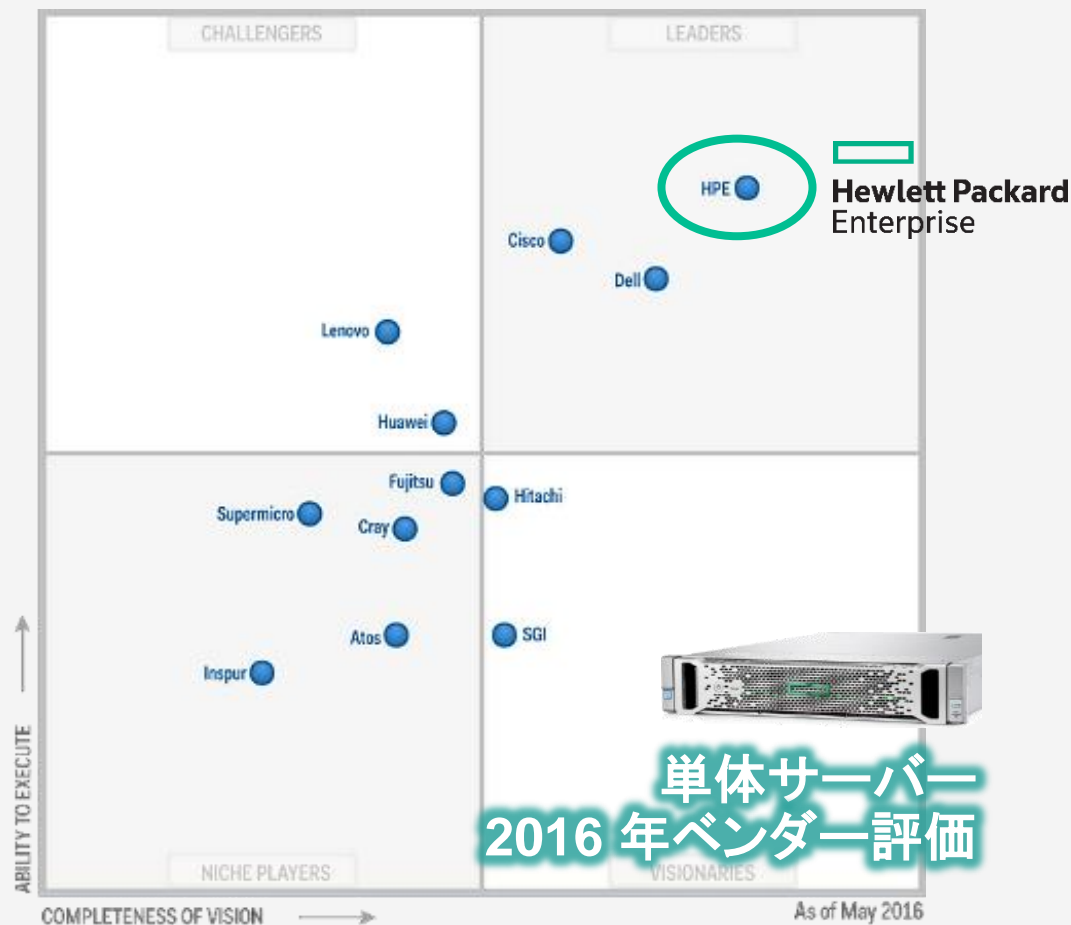 CHALLENGERS
LEADERS
HPE
Hewlett Packard
Enterprise
Cisco
Dell
Lenovo
Huawei
Fujitsu
Hitachi
Supermicro
Cray
Atos
SGI
Inspur
ABILITY TO EXECUTE
単体サーバー
2016 年ベンダー評価
NICHE PLAYERS
VISIONARIES
COMPLETENESS OF VISION
As of May 2016